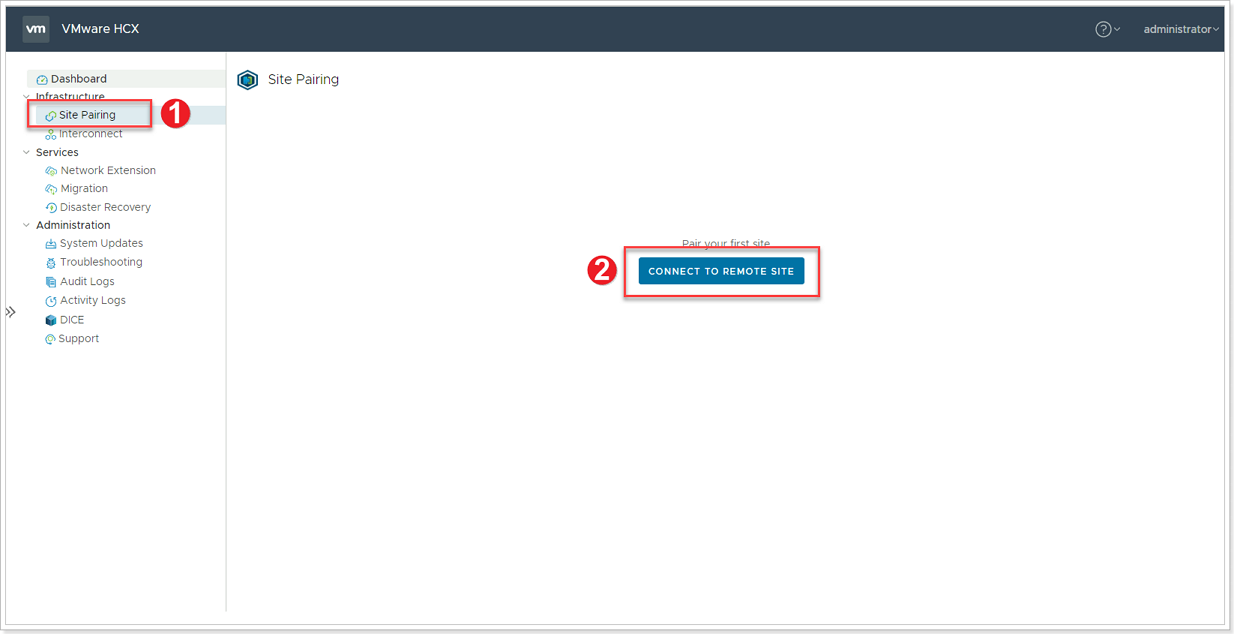 vm VMware HCX ? administrator
Dashboard
Infrastructure
Site Pairing
1
Interconnect
Services
Network Extension
Migration
Disaster Recovery
Administration
System Updates
Troubleshooting
Audit Logs
Activity Logs
DICE
Support
Site Pairing
Pair your first site
2
CONNECT TO REMOTE SITE